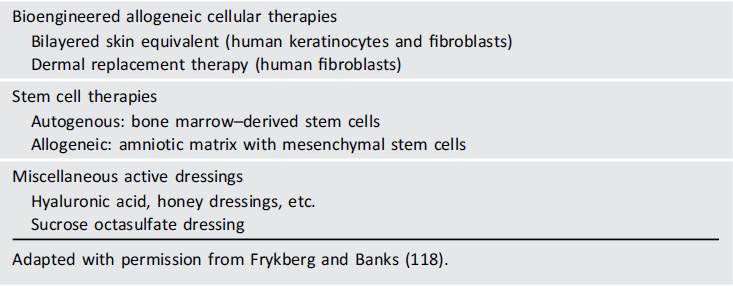 Bioengineered allogeneic cellular therapies
Bilayered skin equivalent (human keratinocytes and fibroblasts)
Dermal replacement therapy (human fibroblasts)
Stem cell therapies
Autogenous: bone marrow–derived stem cells
Allogeneic: amniotic matrix with mesenchymal stem cells
Miscellaneous active dressings
Hyaluronic acid, honey dressings, etc.
Sucrose octasulfate dressing
Adapted with permission from Frykberg and Banks (118).